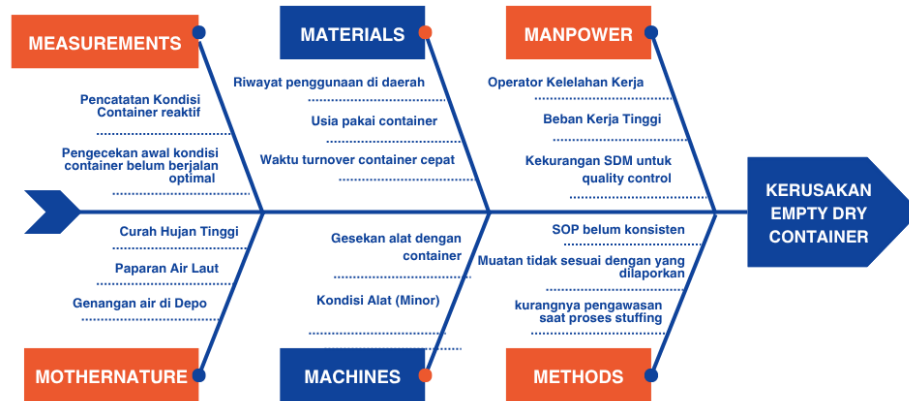 MEASUREMENTS
MATERIALS
MANPOWER
Pencatatan Kondisi
Container reaktif
Pengecekan awal kondisi
container belum berjalan
optimal
Riwayat penggunaan di daerah
Usia pakai container
Waktu turnover container cepat
Operator Kelelahan Kerja
Beban Kerja Tinggi
Kekurangan SDM untuk
quality control
KERUSAKAN
EMPTY DRY
CONTAINER
Curah Hujan Tinggi
Paparan Air Laut
Genangan air di Depo
Gesekan alat dengan
container
Kondisi Alat (Minor)
SOP belum konsisten
Muatan tidak sesuai dengan yang
dilaporkan
kurangnya pengawasan
saat proses stuffing
MOTHERNATURE
MACHINES
METHODS